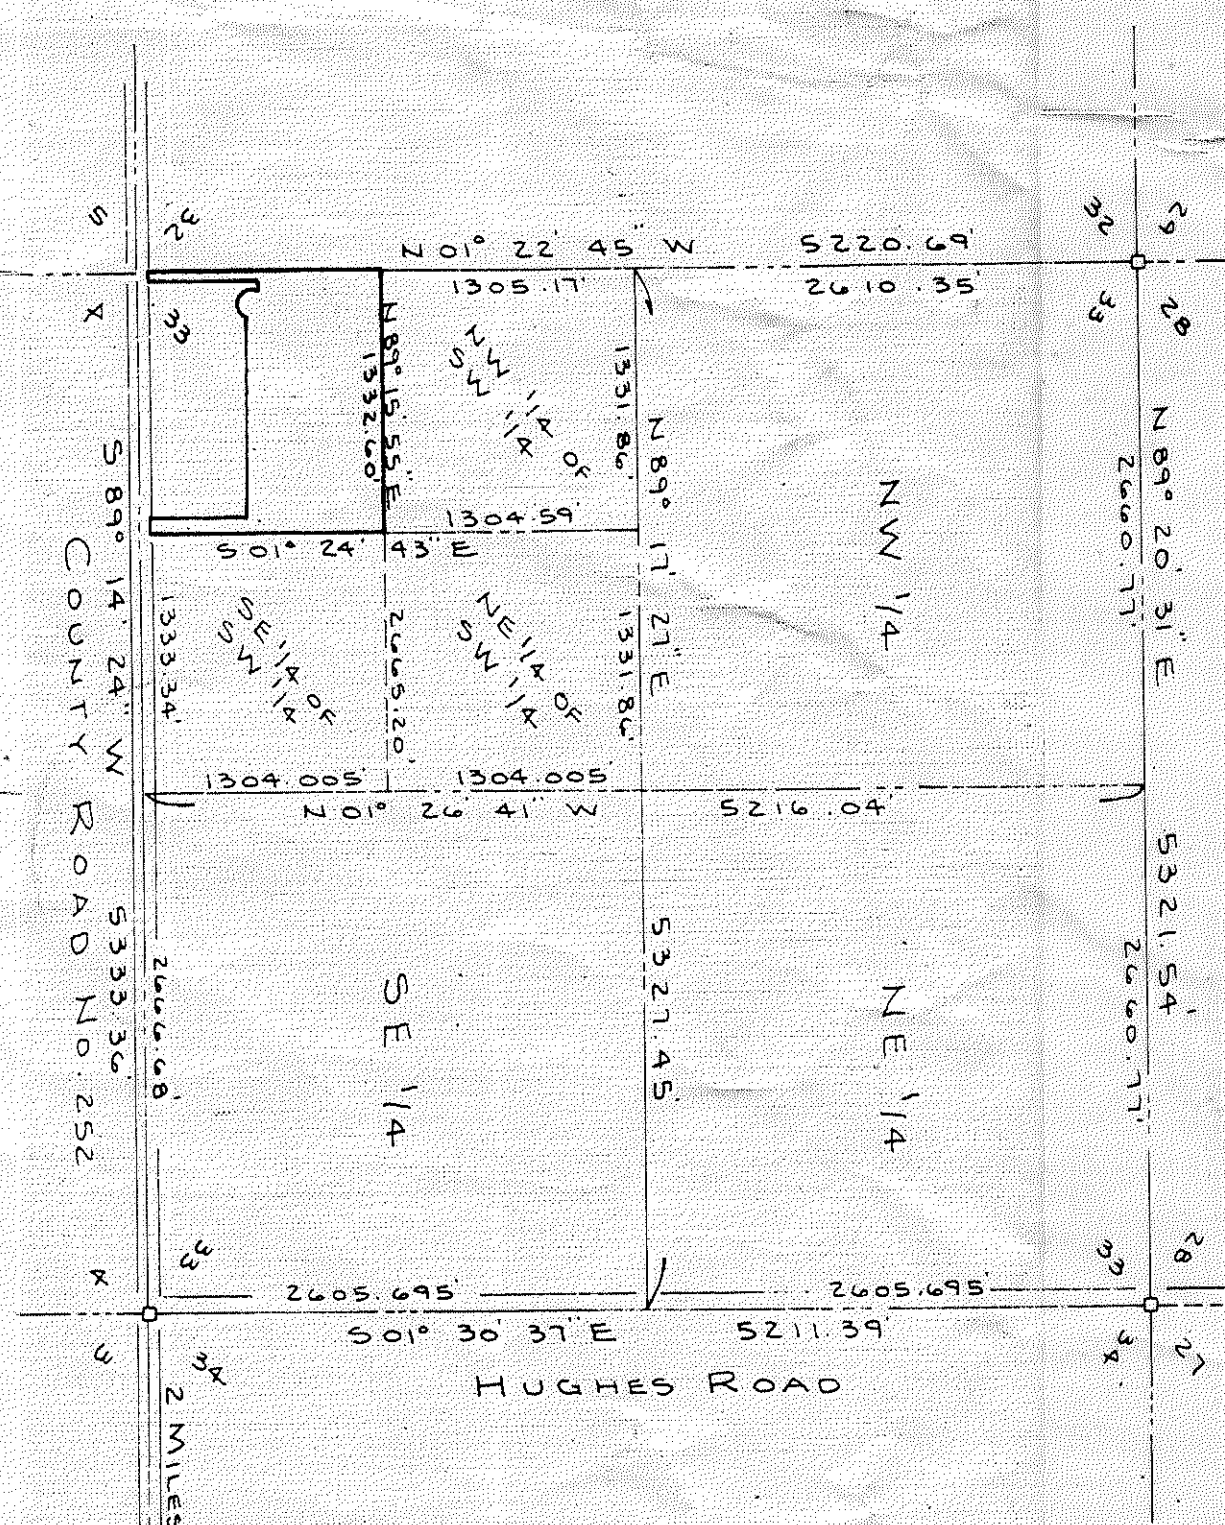 5
32
32
29
N 01° 22' 45" W
5220.69'
1305.17'
2610.35'
4
33
33
28
N 89° 15' 55" E
1332.60'
NW 1/4 OF
SW 1/4
1331.86'
N 89° 17' 27" E
NW 1/4
N 89° 20' 31" E
2660.77'
1304.59'
S 01° 24' 43" E
S 89° 14' 24" W
COUNTY ROAD NO. 252
1333.34'
SE 1/4 OF
SW 1/4
2665.20'
NE 1/4 OF
SW 1/4
1331.86'
1304.005'
1304.005'
N 01° 26' 41" W
5216.04'
5333.36'
2666.68'
SE 1/4
5327.45'
NE 1/4
5321.54'
2660.77'
4
33
33
28
2605.695'
2605.695'
S 01° 30' 37" E
5211.39'
3
34
34
27
HUGHES ROAD
2 MILES